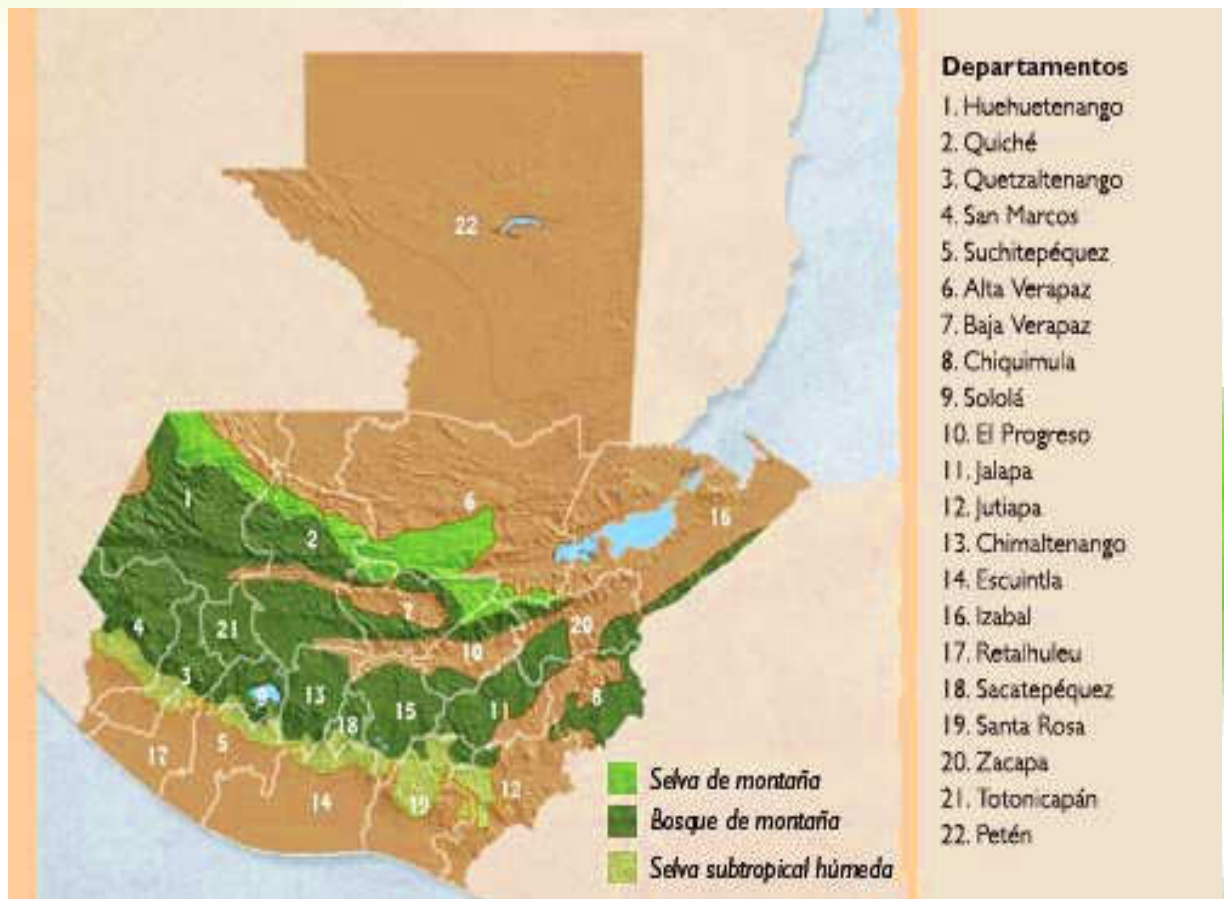 22
1
2
6
16
7
4
21
20
10
3
9
13
18
15
11
8
17
5
14
19
12
Selva de montaña
Bosque de montaña
Selva subtropical húmeda
Departamentos
1. Huehuetenango
2. Quiché
3. Quetzaltenango
4. San Marcos
5. Suchitepéquez
6. Alta Verapaz
7. Baja Verapaz
8. Chiquimula
9. Sololá
10. El Progreso
11. Jalapa
12. Jutiapa
13. Chimaltenango
14. Escuintla
16. Izabal
17. Retalhuleu
18. Sacatepéquez
19. Santa Rosa
20. Zacapa
21. Totonicapán
22. Petén